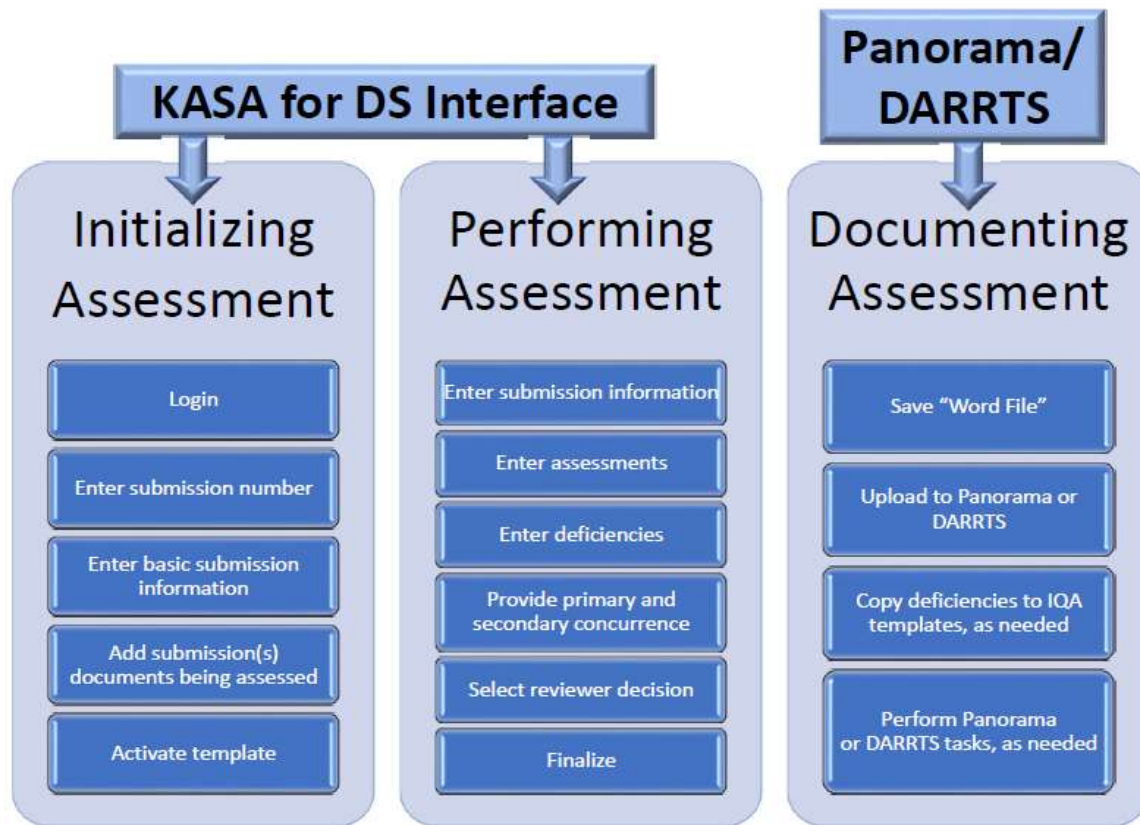 KASA for DS Interface
Panorama/
DARRTS
Initializing
Assessment
Login
Enter submission number
Enter basic submission
information
Add submission(s)
documents being assessed
Activate template
Performing
Assessment
Enter submission information
Enter assessments
Enter deficiencies
Provide primary and
secondary concurrence
Select reviewer decision
Finalize
Documenting
Assessment
Save “Word File”
Upload to Panorama or
DARRTS
Copy deficiencies to IQA
templates, as needed
Perform Panorama
or DARRTS tasks, as needed